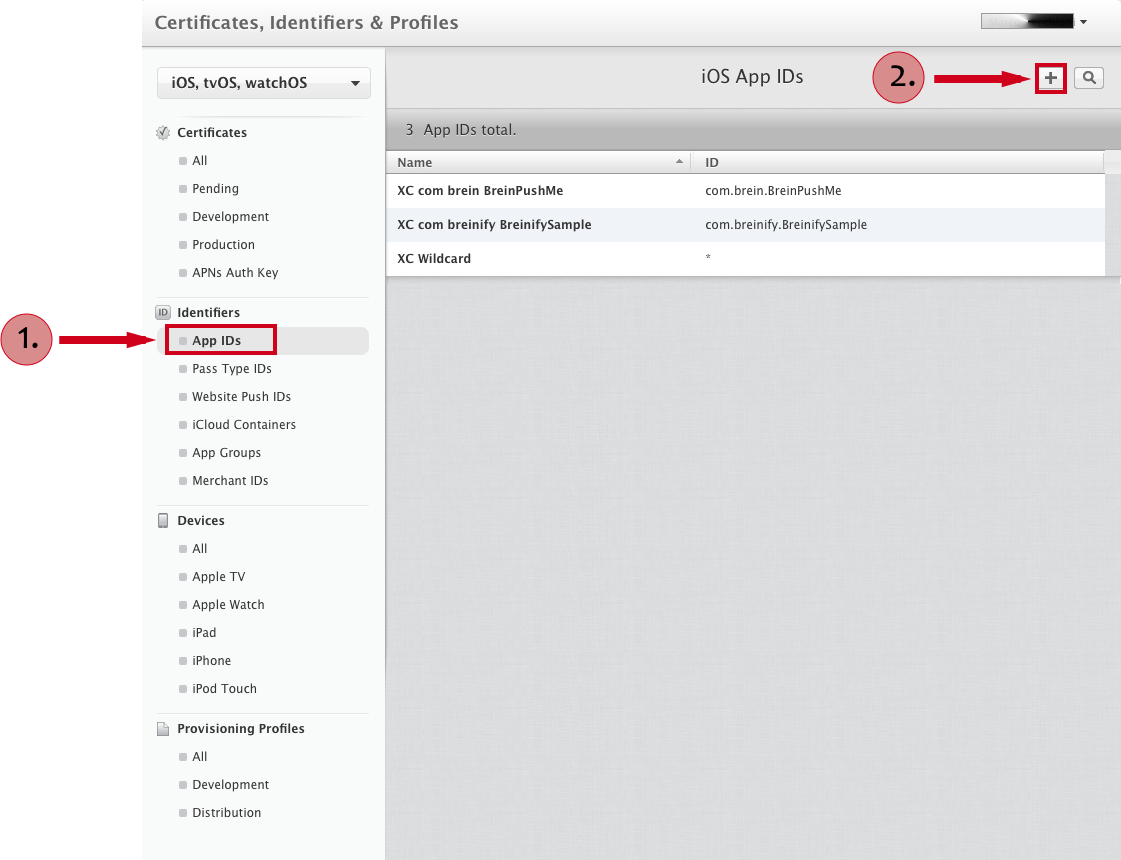 Certificates, Identifiers & Profiles
iOS, tvOS, watchOS
iOS App IDs
2.
3 App IDs total.
Name ID
XC com brein BreinPushMe com.brein.BreinPushMe
XC com breinify BreinifySample com.breinify.BreinifySample
XC Wildcard *
Certificates
All
Pending
Development
Production
APNs Auth Key
ID Identifiers
1.
App IDs
Pass Type IDs
Website Push IDs
iCloud Containers
App Groups
Merchant IDs
Devices
All
Apple TV
Apple Watch
iPad
iPhone
iPod Touch
Provisioning Profiles
All
Development
Distribution